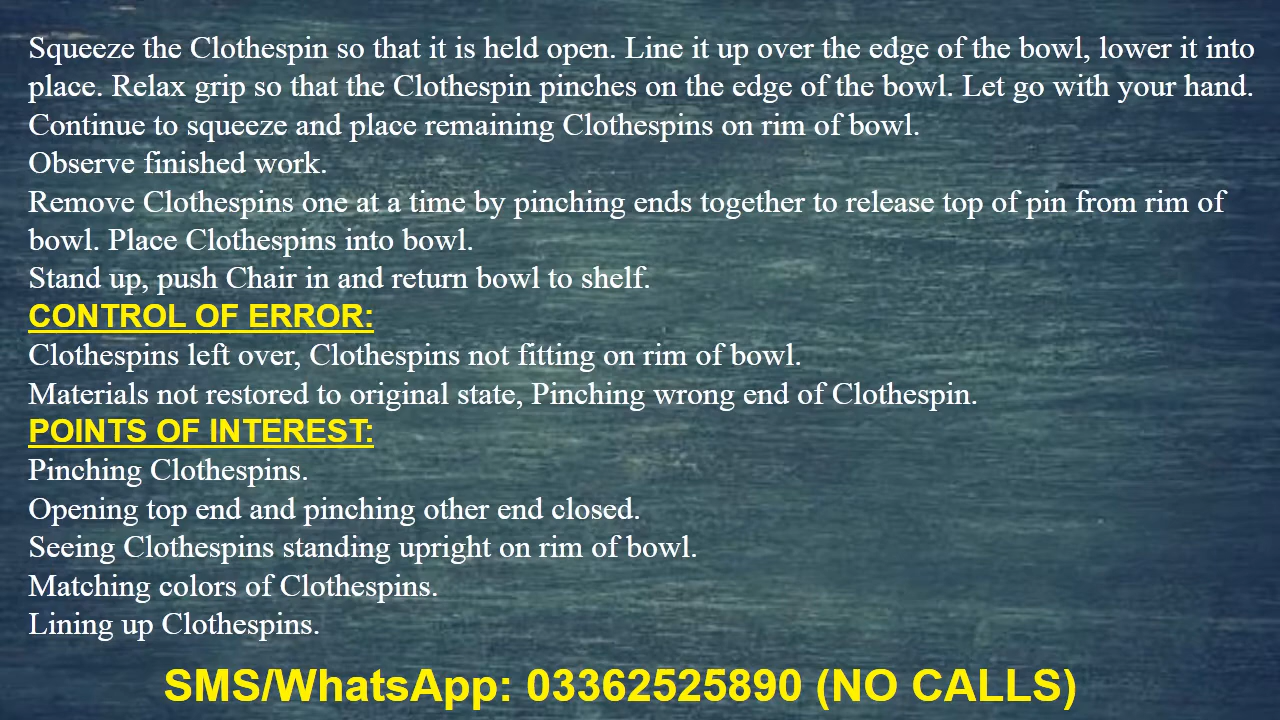 Squeeze the Clothespin so that it is held open. Line it up over the edge of the bowl, lower it into
place. Relax grip so that the Clothespin pinches on the edge of the bowl. Let go with your hand.
Continue to squeeze and place remaining Clothespins on rim of bowl.
Observe finished work.
Remove Clothespins one at a time by pinching ends together to release top of pin from rim of
bowl. Place Clothespins into bowl.
Stand up, push Chair in and return bowl to shelf.
CONTROL OF ERROR:
Clothespins left over, Clothespins not fitting on rim of bowl.
Materials not restored to original state, Pinching wrong end of Clothespin.
POINTS OF INTEREST:
Pinching Clothespins.
Opening top end and pinching other end closed.
Seeing Clothespins standing upright on rim of bowl.
Matching colors of Clothespins.
Lining up Clothespins.
SMS/WhatsApp: 03362525890 (NO CALLS)